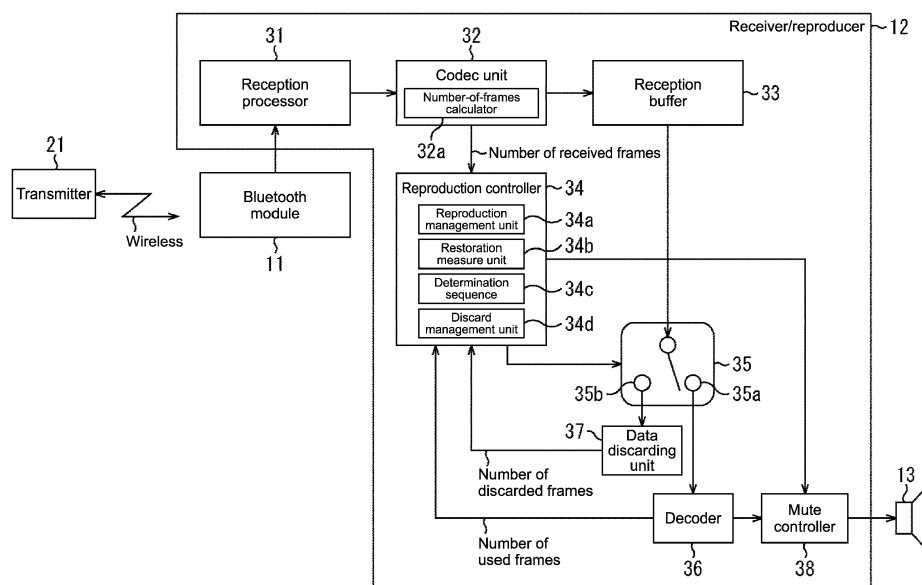 Receiver/reproducer
12
31
32
Reception
processor
Codec unit
Number-of-frames
calculator
32a
Reception
buffer
33
Number of received frames
21
Transmitter
Wireless
Bluetooth
module
11
Reproduction controller
34
Reproduction
management unit
34a
Restoration
measure unit
34b
Determination
sequence
34c
Discard
management unit
34d
35
35b
35a
37
Data
discarding
unit
Number of
discarded frames
Number of
used frames
Decoder
36
Mute
controller
38
13